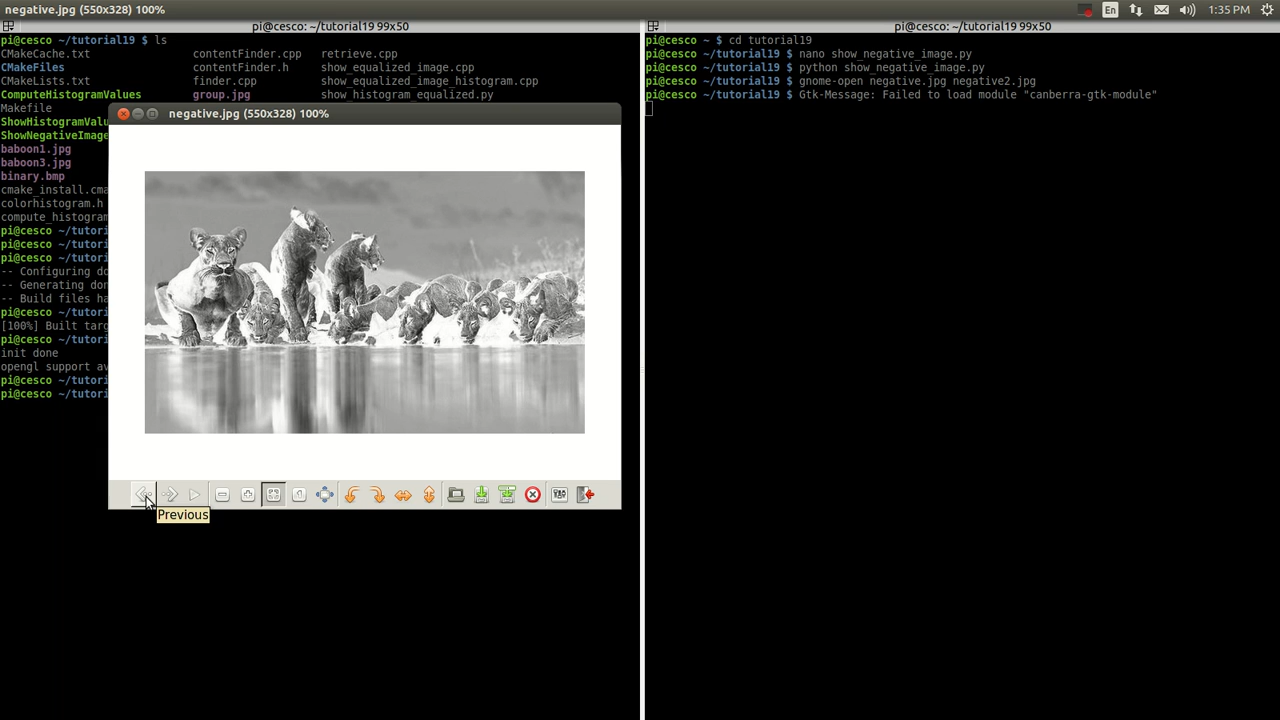 negative.jpg (550x328) 100%
En
1:35 PM
pi@cesco: ~/tutorial19 99x50
pi@cesco ~/tutorial19 $ ls
CMakeCache.txt contentFinder.cpp retrieve.cpp
CMakeFiles contentFinder.h show_equalized_image.cpp
CMakeLists.txt finder.cpp show_equalized_image_histogram.cpp
ComputeHistogramValues group.jpg show_histogram_equalized.py
Makefile
ShowHistogramValu
ShowNegativeImage
baboon1.jpg
baboon3.jpg
binary.bmp
cmake_install.cma
colorhistogram.h
compute_histogram
pi@cesco ~/tutori
pi@cesco ~/tutori
pi@cesco ~/tutori
-- Configuring do
-- Generating don
-- Build files ha
pi@cesco ~/tutori
[100%] Built targ
pi@cesco ~/tutori
init done
opengl support av
pi@cesco ~/tutori
pi@cesco ~/tutori
negative.jpg (550x328) 100%
Previous
pi@cesco: ~/tutorial19 99x50
pi@cesco ~ $ cd tutorial19
pi@cesco ~/tutorial19 $ nano show_negative_image.py
pi@cesco ~/tutorial19 $ python show_negative_image.py
pi@cesco ~/tutorial19 $ gnome-open negative.jpg negative2.jpg
pi@cesco ~/tutorial19 $ Gtk-Message: Failed to load module "canberra-gtk-module"